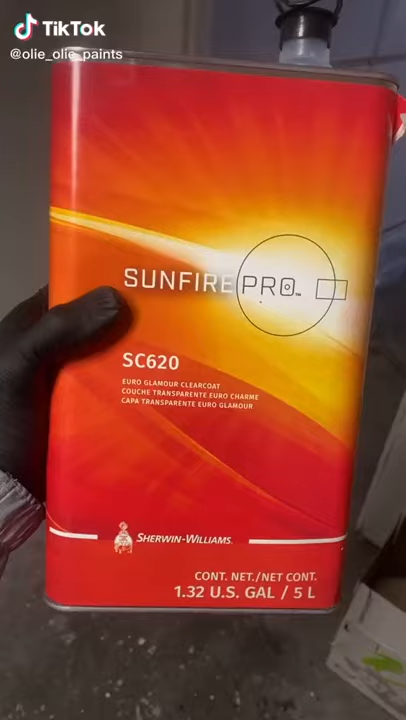 TikTok
@olie_olie_paints
SUNFIRE PRO™
SC620
EURO GLAMOUR CLEARCOAT
COUCHE TRANSPARENTE EURO CHARME
CAPA TRANSPARENTE EURO GLAMOUR
SHERWIN-WILLIAMS.
CONT. NET./NET CONT.
1.32 U.S. GAL / 5 L